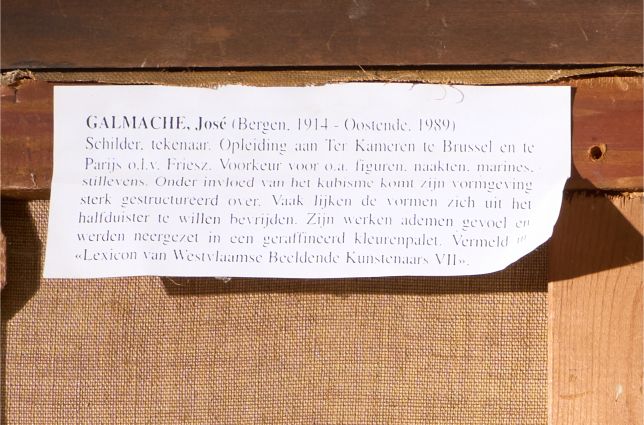 GALMACHE, José (Bergen, 1914 - Oostende, 1989)
Schilder, tekenaar. Opleiding aan Ter Kameren te Brussel en te
Parijs o.l.v. Friesz. Voorkeur voor o.a. figuren, naakten, marines,
stillevens. Onder invloed van het kubisme komt zijn vormgeving
sterk gestructureerd over. Vaak lijken de vormen zich uit het
halfduister te willen bevrijden. Zijn werken ademen gevoel en
werden neergezet in een geraffineerd kleurenpalet. Vermeld in
«Lexicon van Westvlaamse Beeldende Kunstenaars VII».